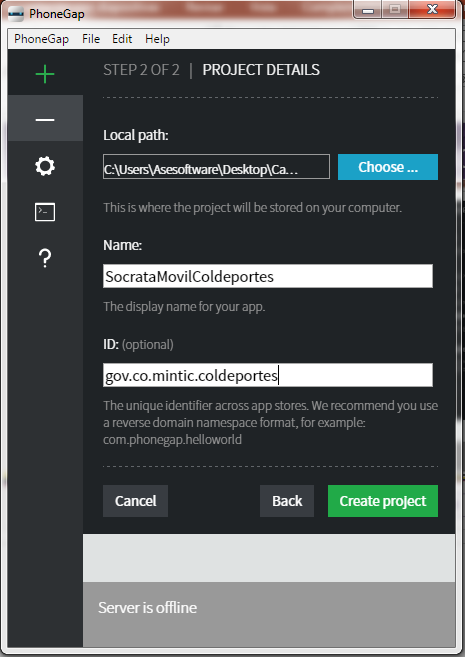 PhoneGap
PhoneGap File Edit Help
STEP 2 OF 2 | PROJECT DETAILS
Local path:
C:\Users\Asesoftware\Desktop\Ca...
Choose ...
This is where the project will be stored on your computer.
Name:
SocrataMovilColdeportes
The display name for your app.
ID: (optional)
gov.co.mintic.coldeportes
The unique identifier across app stores. We recommend you use
a reverse domain namespace format, for example:
com.phonegap.helloworld
Cancel Back Create project
Server is offline